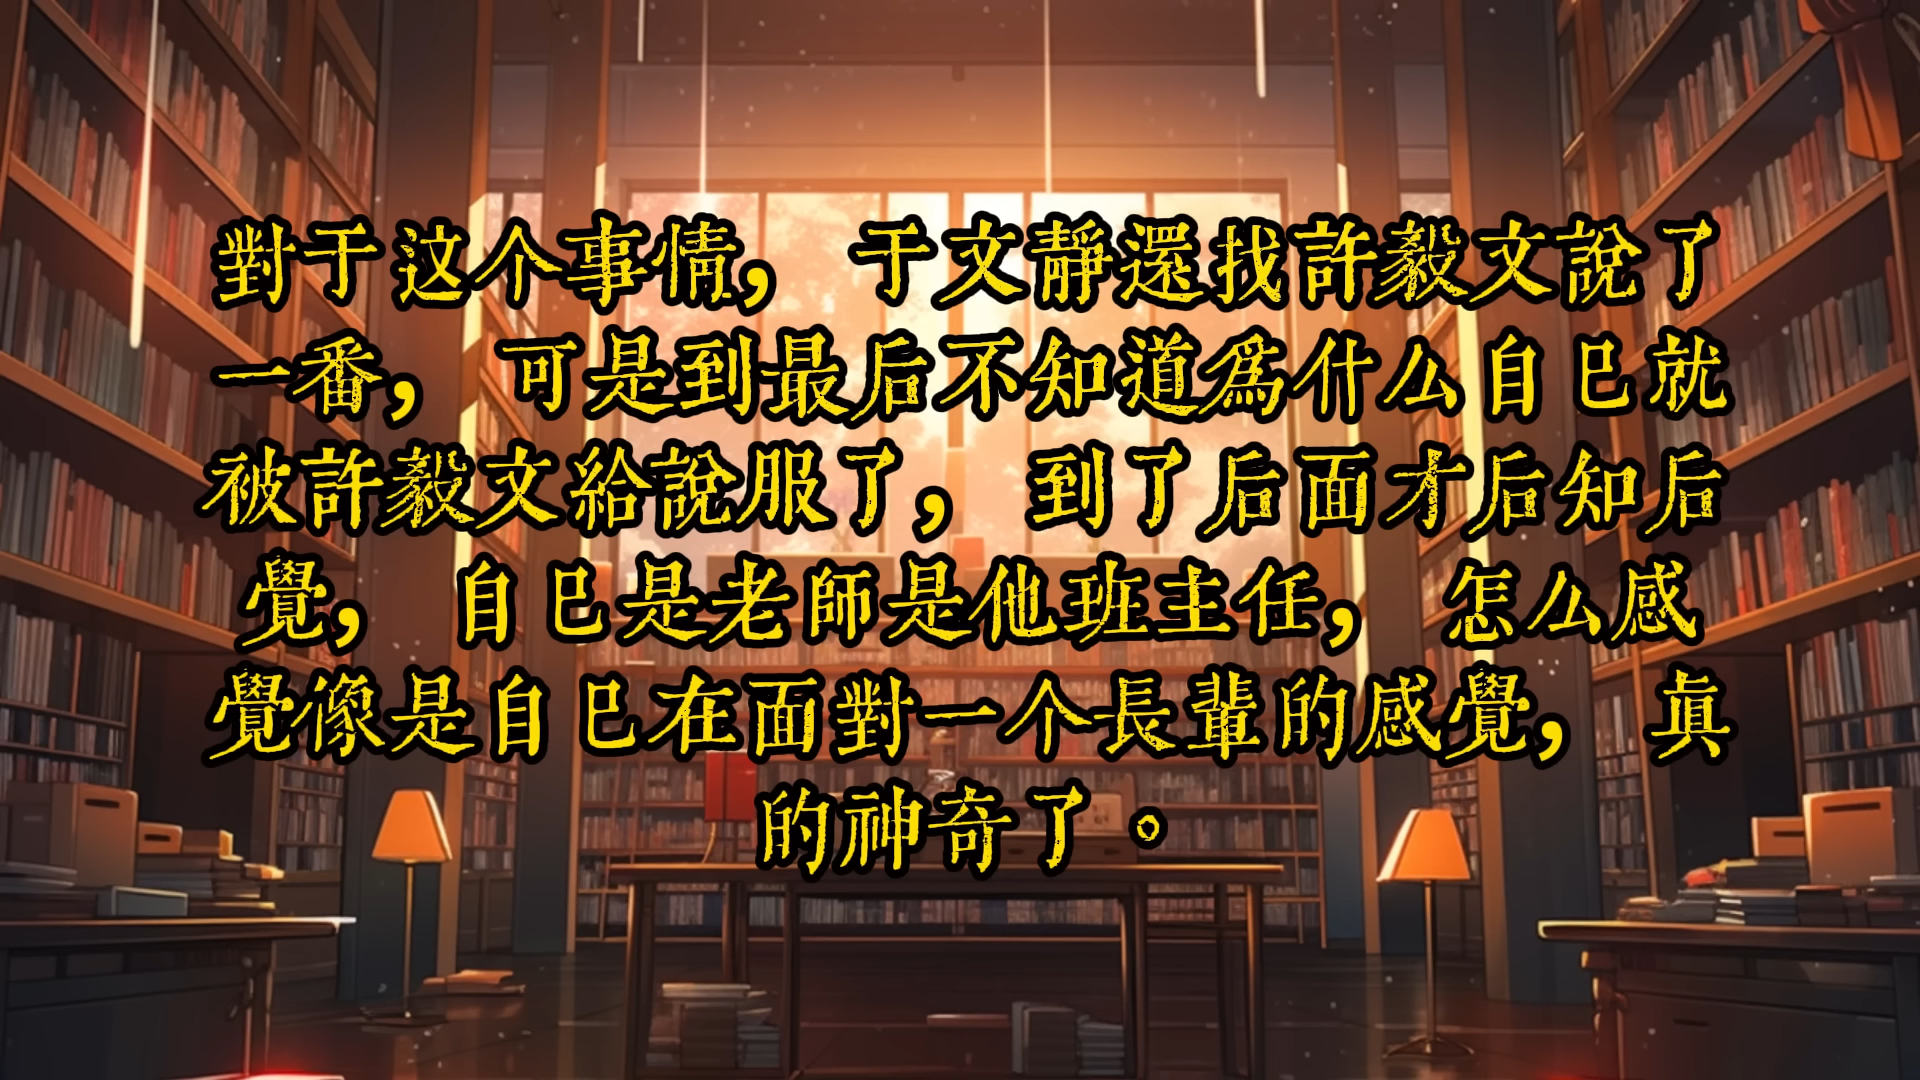 對于这个事情， 于文靜還找許毅文說了
一番， 可是到最后不知道為什么自已就
被許毅文給說服了， 到了后面才后知后
覺， 自已是老師是他班主任， 怎么感
覺像是自已在面對一个長輩的感覺， 真
的神奇了。